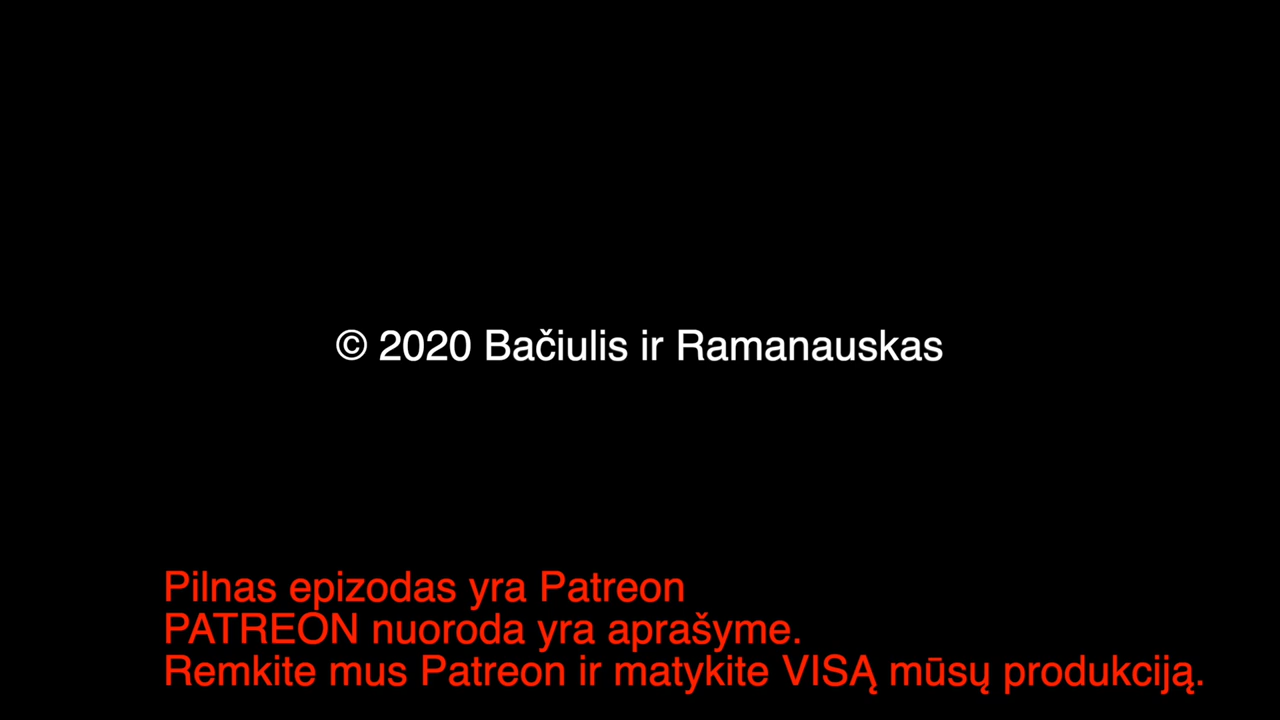 © 2020 Bačiulis ir Ramanauskas
Pilnas epizodas yra Patreon
PATREON nuoroda yra aprašyme.
Remkite mus Patreon ir matykite VISĄ mūsų produkciją.